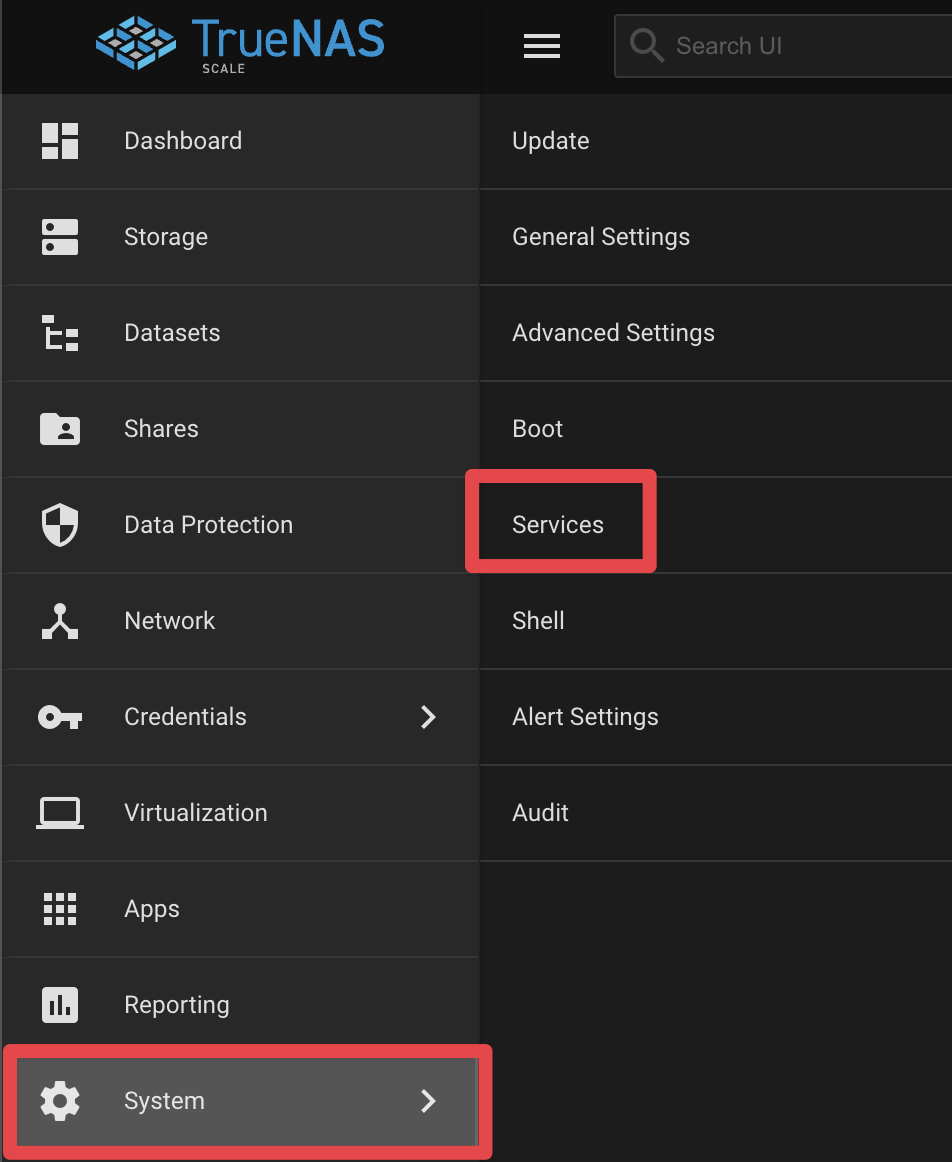 TrueNAS
SCALE
Search UI
Dashboard
Storage
Datasets
Shares
Data Protection
Network
Credentials
Virtualization
Apps
Reporting
System
Update
General Settings
Advanced Settings
Boot
Services
Shell
Alert Settings
Audit